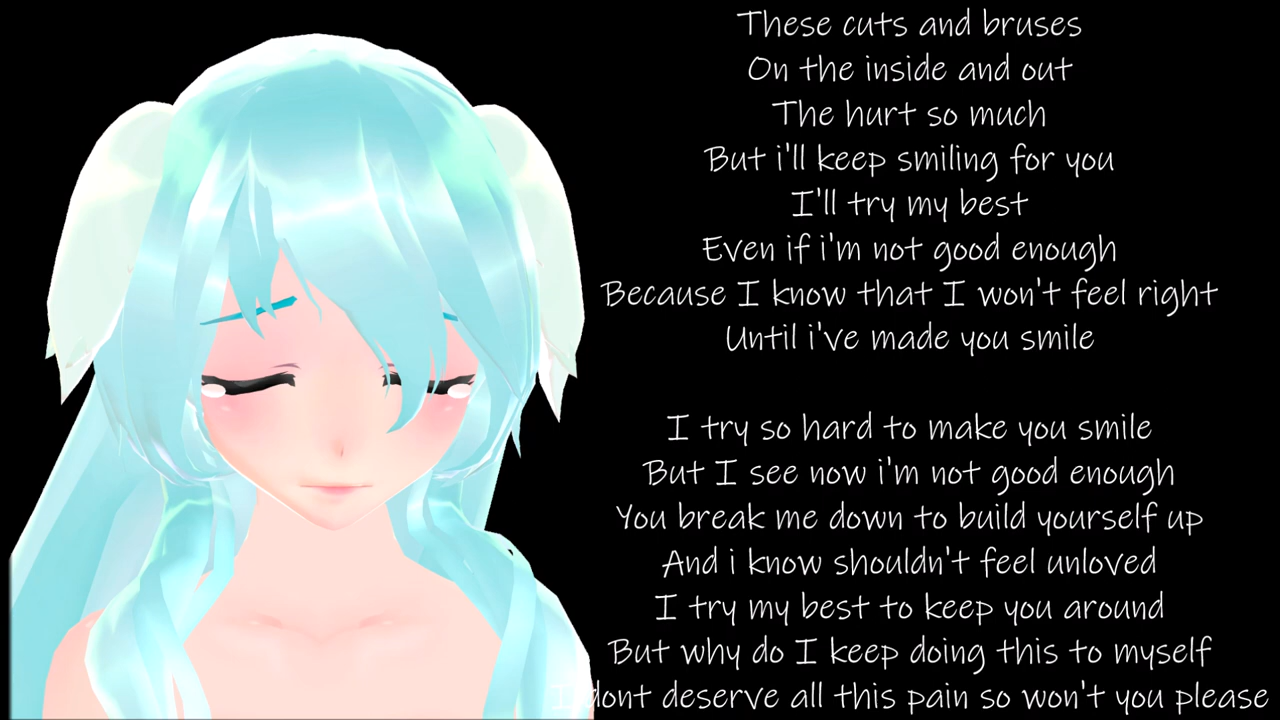 These cuts and bruses
On the inside and out
The hurt so much
But i'll keep smiling for you
I'll try my best
Even if i'm not good enough
Because I know that I won't feel right
Until i've made you smile
I try so hard to make you smile
But I see now i'm not good enough
You break me down to build yourself up
And i know shouldn't feel unloved
I try my best to keep you around
But why do I keep doing this to myself
I dont deserve all this pain so won't you please